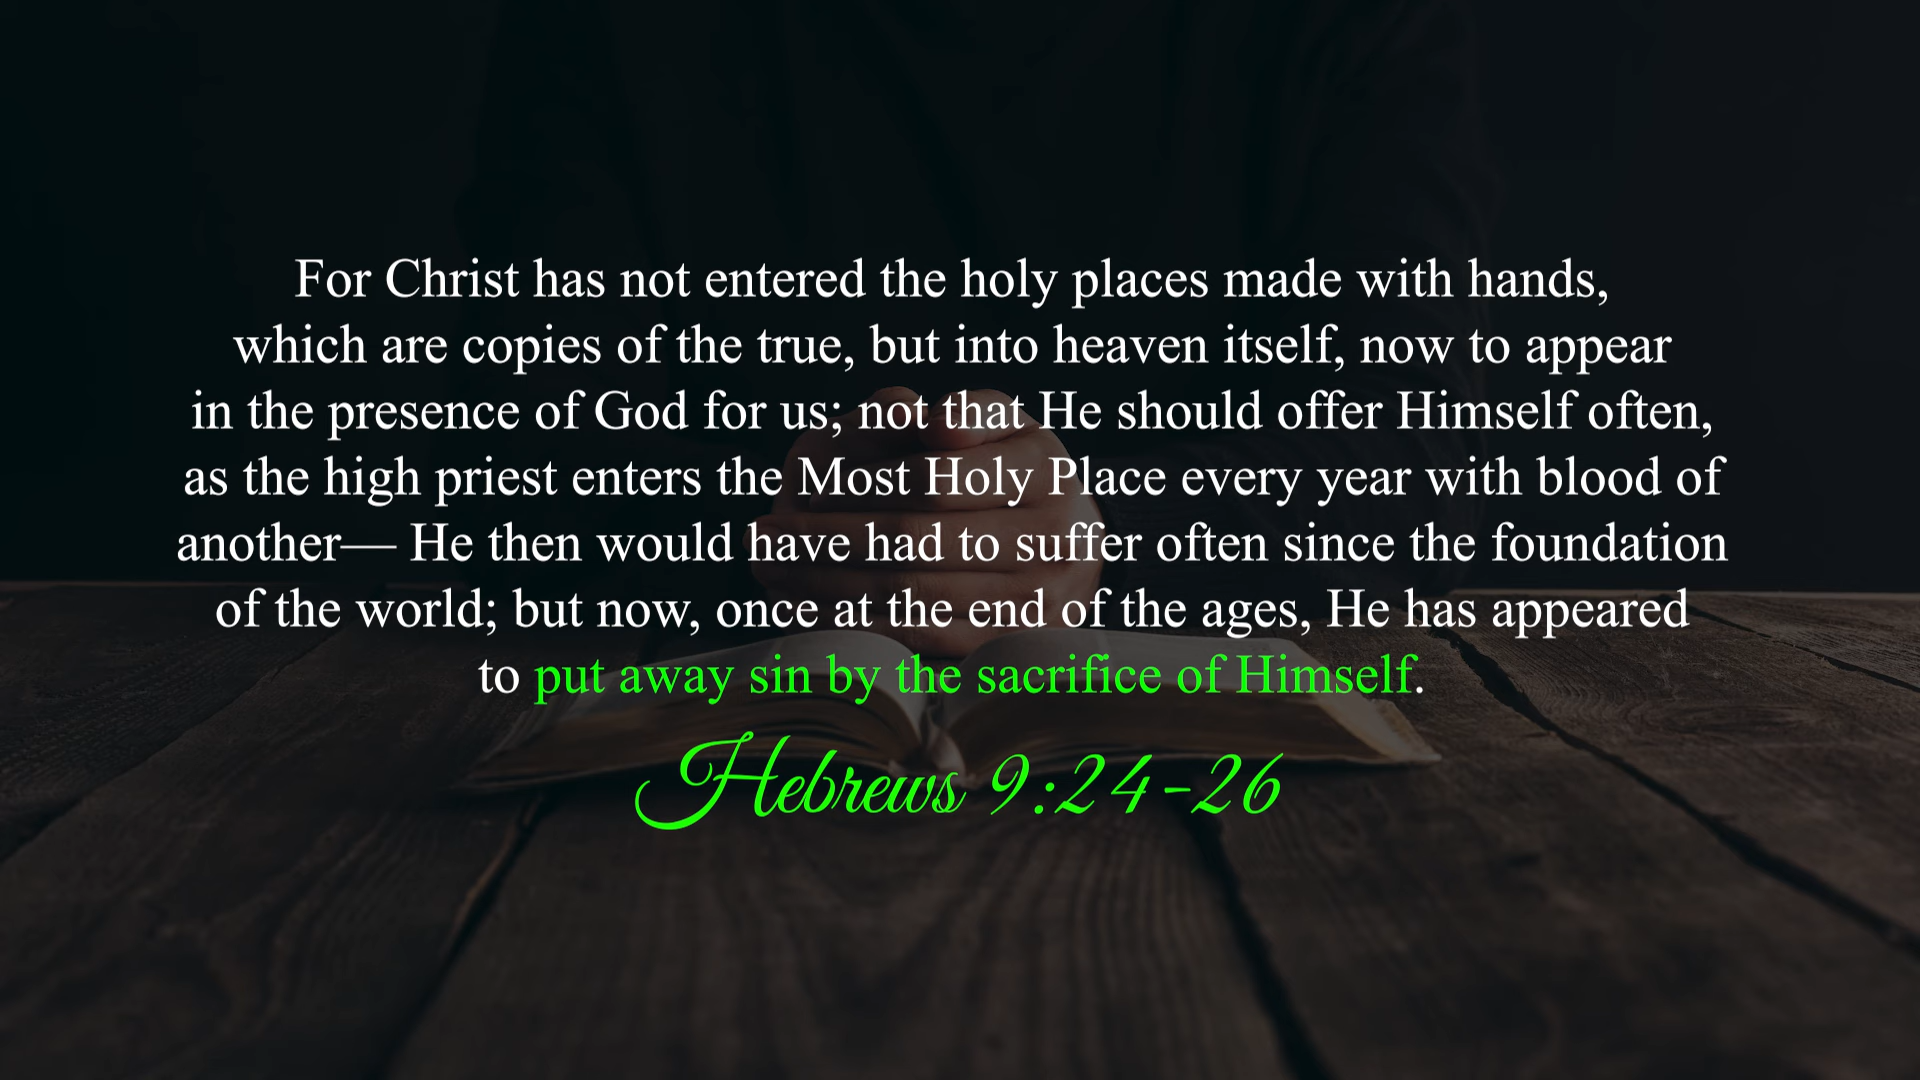 For Christ has not entered the holy places made with hands,
which are copies of the true, but into heaven itself, now to appear
in the presence of God for us; not that He should offer Himself often,
as the high priest enters the Most Holy Place every year with blood of
another— He then would have had to suffer often since the foundation
of the world; but now, once at the end of the ages, He has appeared
to put away sin by the sacrifice of Himself.
Hebrews 9:24-26